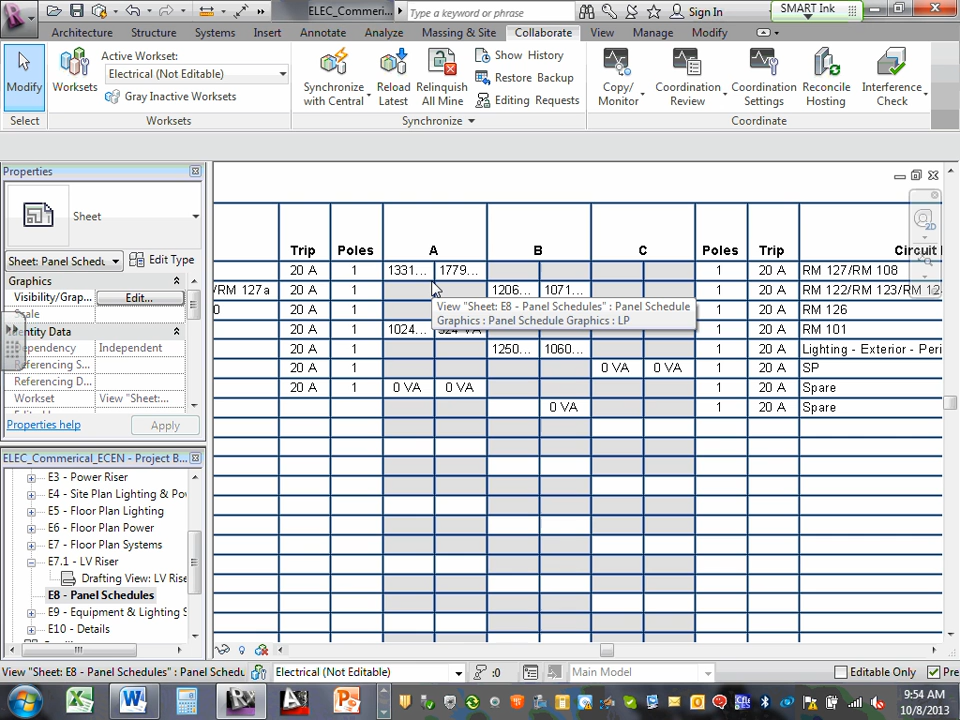 ELEC_Commeri...
Type a keyword or phrase
Sign In
SMART Ink
Architecture Structure Systems Insert Annotate Analyze Massing & Site Collaborate View Manage Modify
Modify
Worksets
Active Workset:
Electrical (Not Editable)
Gray Inactive Worksets
Synchronize
with Central
Reload
Latest
Relinquish
All Mine
Show History
Restore Backup
Editing Requests
Copy/
Monitor
Coordination
Review
Coordination
Settings
Reconcile
Hosting
Interference
Check
Select Worksets Synchronize Coordinate
Properties
Sheet
Sheet: Panel Schedu
Edit Type
Graphics
Visibility/Grap...
Edit...
Scale
Identity Data
Dependency Independent
Referencing S...
Referencing D...
Workset View "Sheet:...
Properties help
Apply
ELEC_Commerical_ECEN - Project B...
E3 - Power Riser
E4 - Site Plan Lighting & Po
E5 - Floor Plan Lighting
E6 - Floor Plan Power
E7 - Floor Plan Systems
E7.1 - LV Riser
Drafting View: LV Rise
E8 - Panel Schedules
E9 - Equipment & Lighting S
E10 - Details
Trip Poles A B C Poles Trip Circuit
20 A 1 1331... 1779... 1 20 A RM 127/RM 108
/RM 127a 20 A 1 1206... 1071... 1 20 A RM 122/RM 123/RM 12
20 A 1 1 20 A RM 126
20 A 1 1024... 1 20 A RM 101
20 A 1 1250... 1060... 1 20 A Lighting - Exterior - Peri
20 A 1 0 VA 0 VA 1 20 A SP
20 A 1 0 VA 0 VA 1 20 A Spare
0 VA 1 20 A Spare
View "Sheet: E8 - Panel Schedules" : Panel Schedule
Graphics : Panel Schedule Graphics : LP
2D
View "Sheet: E8 - Panel Schedules" : Panel Sched
Electrical (Not Editable)
:0
Main Model
Editable Only
Pre
9:54 AM
10/8/2013